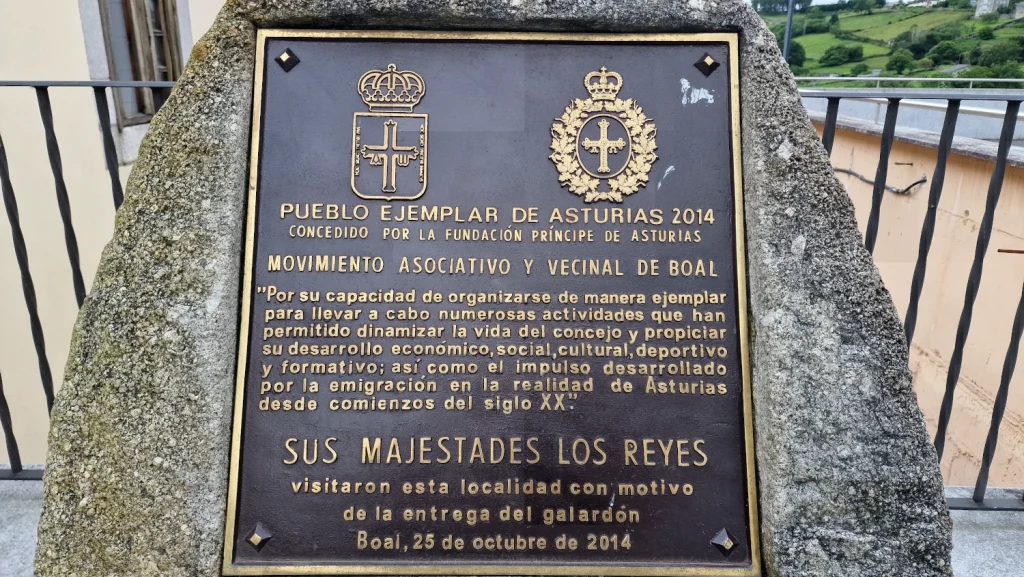 PUEBLO EJEMPLAR DE ASTURIAS 2014
CONCEDIDO POR LA FUNDACIÓN PRÍNCIPE DE ASTURIAS
MOVIMIENTO ASOCIATIVO Y VECINAL DE BOAL
"Por su capacidad de organizarse de manera ejemplar
para llevar a cabo numerosas actividades que han
permitido dinamizar la vida del concejo y propiciar
su desarrollo económico, social, cultural, deportivo
y formativo; así como el impulso desarrollado
por la emigración en la realidad de Asturias
desde comienzos del siglo XX".
SUS MAJESTADES LOS REYES
visitaron esta localidad con motivo
de la entrega del galardón
Boal, 25 de octubre de 2014